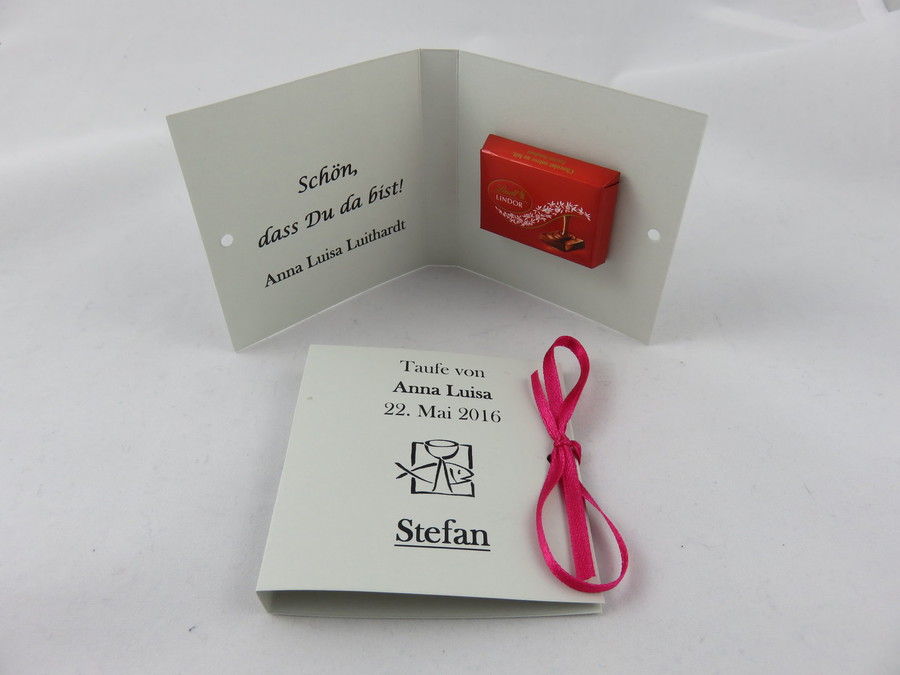 Schön,
dass Du da bist!
Anna Luisa Luithardt
Lindt
LINDOR
Taufe von
Anna Luisa
22. Mai 2016
Stefan